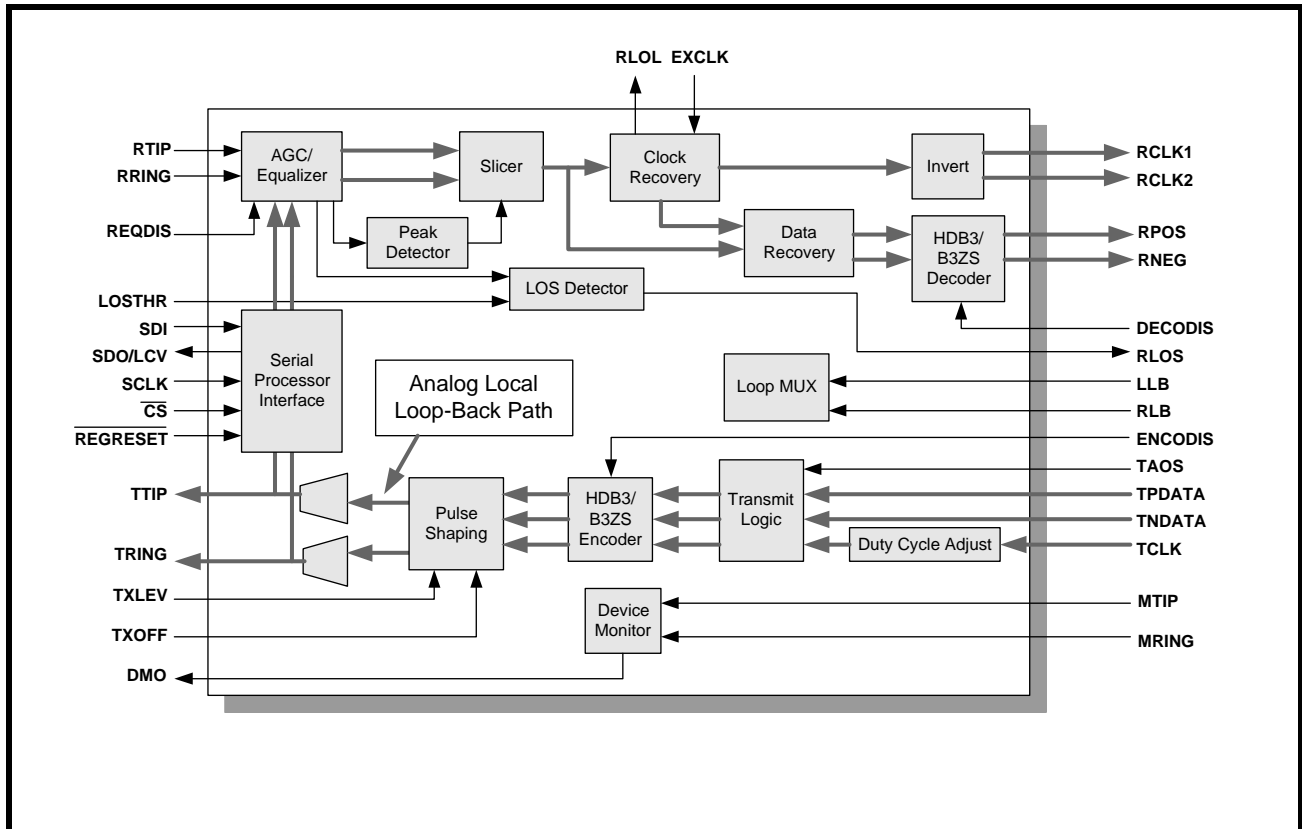 RLOL EXCLK
RTIP
RRING
REQDIS
LOSTHR
SDI
SDO/LCV
SCLK
CS
REGRESET
TTIP
TRING
TXLEV
TXOFF
DMO
AGC/
Equalizer
Slicer
Peak
Detector
LOS Detector
Clock
Recovery
Data
Recovery
Invert
HDB3/
B3ZS
Decoder
Serial
Processor
Interface
Analog Local
Loop-Back Path
Loop MUX
Pulse
Shaping
HDB3/
B3ZS
Encoder
Transmit
Logic
Duty Cycle Adjust
Device
Monitor
RCLK1
RCLK2
RPOS
RNEG
DECODIS
RLOS
LLB
RLB
ENCODIS
TAOS
TPDATA
TNDATA
TCLK
MTIP
MRING